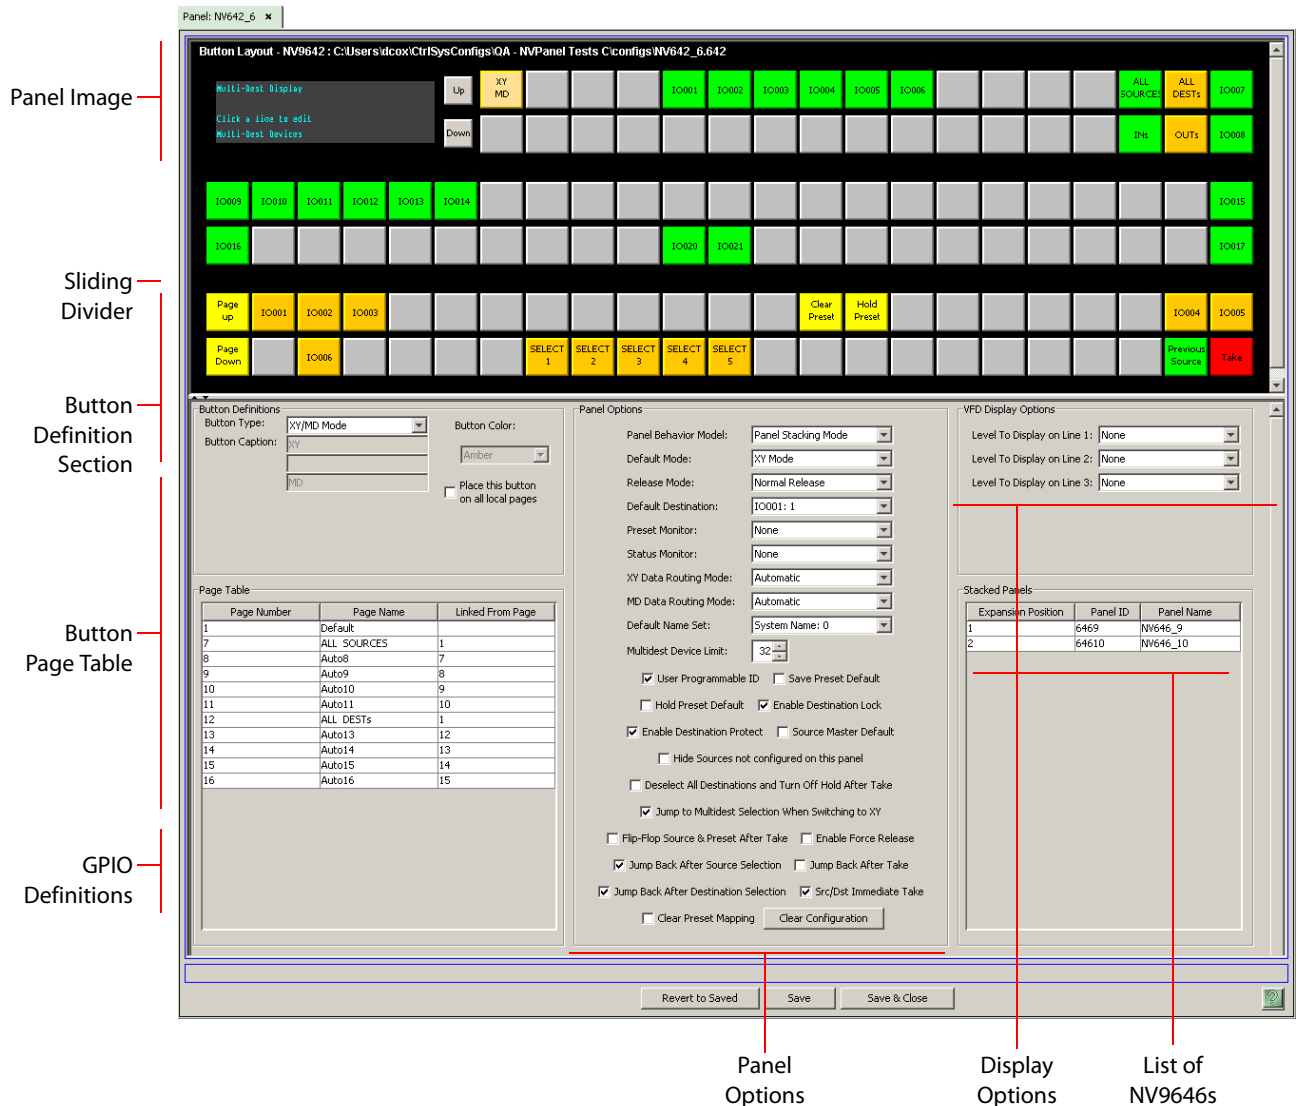 Panel: NV642_6 ×
Button Layout - NV9642 : C:\Users\dcox\CtrlSysConfigs\QA - NVPanel Tests C\configs\NV642_6.642
Panel Image
Multi-Dest Display
Click a line to edit
Multi-Dest Devices
Up
Down
XY MD
IO001
IO002
IO003
IO004
IO005
IO006
ALL SOURCES
ALL DESTs
IO007
INs
OUTs
IO008
IO009
IO010
IO011
IO012
IO013
IO014
IO015
IO016
IO020
IO021
IO017
Sliding
Divider
Page up
IO001
IO002
IO003
Clear Preset
Hold Preset
IO004
IO005
Page Down
IO006
SELECT 1
SELECT 2
SELECT 3
SELECT 4
SELECT 5
Previous Source
Take
Button
Definition
Section
Button Definitions
Button Type: XY/MD Mode
Button Caption: XY
MD
Button Color:
Amber
Place this button
on all local pages
Panel Options
Panel Behavior Model: Panel Stacking Mode
Default Mode: XY Mode
Release Mode: Normal Release
Default Destination: IO001: 1
Preset Monitor: None
Status Monitor: None
XY Data Routing Mode: Automatic
MD Data Routing Mode: Automatic
Default Name Set: System Name: 0
Multidest Device Limit: 32
User Programmable ID
Save Preset Default
Hold Preset Default
Enable Destination Lock
Enable Destination Protect
Source Master Default
Hide Sources not configured on this panel
Deselect All Destinations and Turn Off Hold After Take
Jump to Multidest Selection When Switching to XY
Flip-Flop Source & Preset After Take
Enable Force Release
Jump Back After Source Selection
Jump Back After Take
Jump Back After Destination Selection
Src/Dst Immediate Take
Clear Preset Mapping
Clear Configuration
VFD Display Options
Level To Display on Line 1: None
Level To Display on Line 2: None
Level To Display on Line 3: None
Button
Page Table
Page Table
Page Number Page Name Linked From Page
1 Default
7 ALL SOURCES 1
8 Auto8 7
9 Auto9 8
10 Auto10 9
11 Auto11 10
12 ALL DESTs 1
13 Auto13 12
14 Auto14 13
15 Auto15 14
16 Auto16 15
Stacked Panels
Expansion Position Panel ID Panel Name
1 6469 NV646_9
2 64610 NV646_10
GPIO
Definitions
Revert to Saved
Save
Save & Close
?
Panel
Options
Display
Options
List of
NV9646s